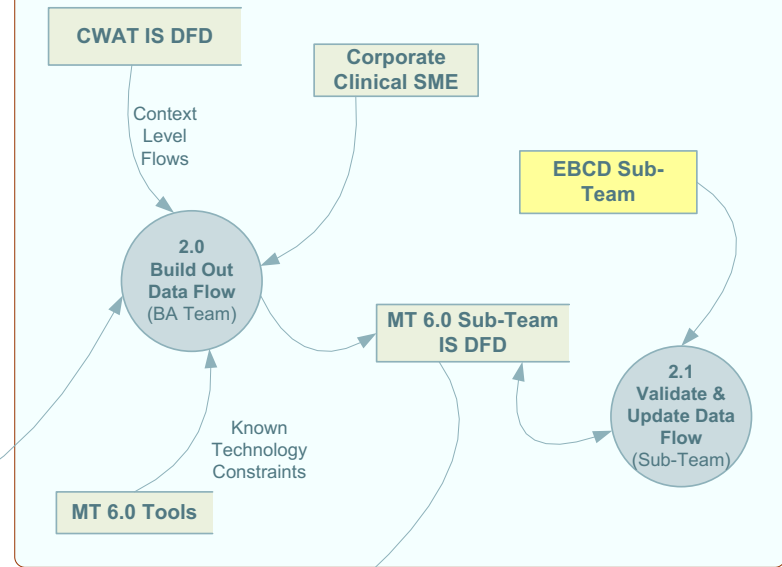 CWAT IS DFD
Corporate
Clinical SME
Context
Level
Flows
EBCD Sub-
Team
2.0
Build Out
Data Flow
(BA Team)
MT 6.0 Sub-Team
IS DFD
2.1
Validate &
Update Data
Flow
(Sub-Team)
Known
Technology
Constraints
MT 6.0 Tools